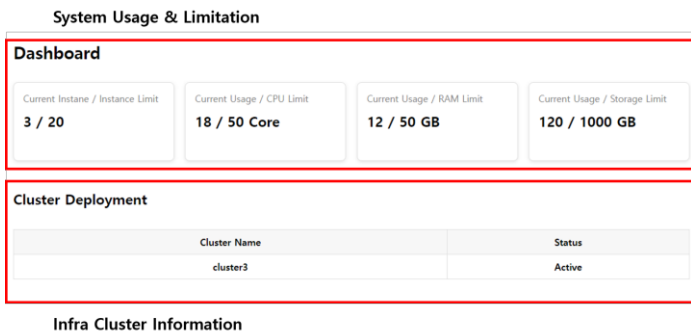 System Usage & Limitation
Dashboard
Current Instane / Instance Limit
3 / 20
Current Usage / CPU Limit
18 / 50 Core
Current Usage / RAM Limit
12 / 50 GB
Current Usage / Storage Limit
120 / 1000 GB
Cluster Deployment
Cluster Name Status
cluster3 Active
Infra Cluster Information